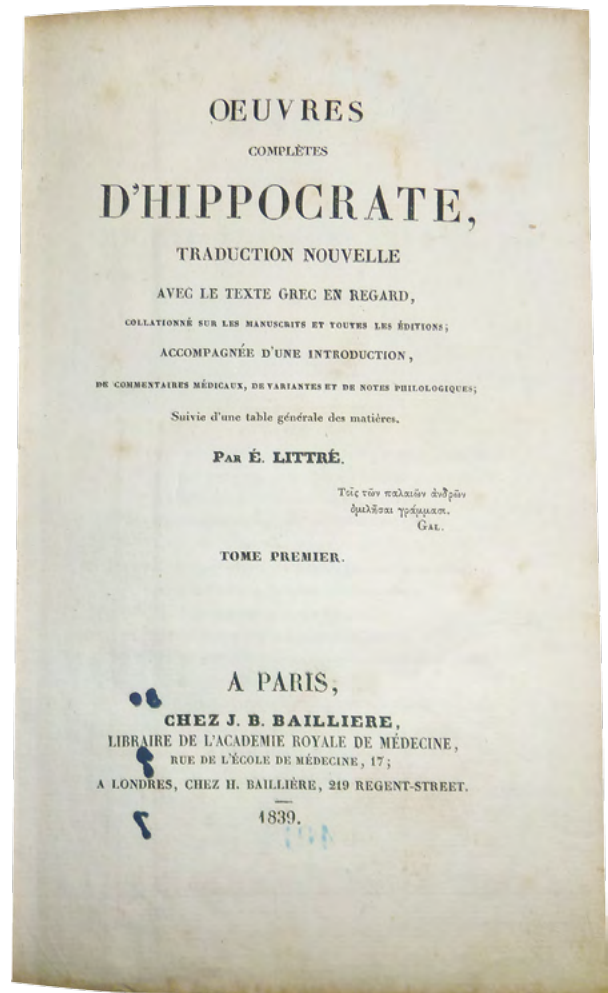 OEUVRES
COMPLÈTES
D'HIPPOCRATE,
TRADUCTION NOUVELLE
AVEC LE TEXTE GREC EN REGARD,
COLLATIONNÉ SUR LES MANUSCRITS ET TOUTES LES ÉDITIONS;
ACCOMPAGNÉE D'UNE INTRODUCTION,
DE COMMENTAIRES MÉDICAUX, DE VARIANTES ET DE NOTES PHILOLOGIQUES;
Suivie d'une table générale des matières.
PAR É. LITTRÉ.
Τοῖς τῶν παλαιῶν ἀνδρῶν
ὁμιλῆσαι γράμμασι.
GAL.
TOME PREMIER.
A PARIS,
CHEZ J. B. BAILLIERE,
LIBRAIRE DE L'ACADEMIE ROYALE DE MÉDECINE,
RUE DE L'ÉCOLE DE MÉDECINE, 17;
A LONDRES, CHEZ H. BAILLIÈRE, 219 REGENT-STREET.
1839.